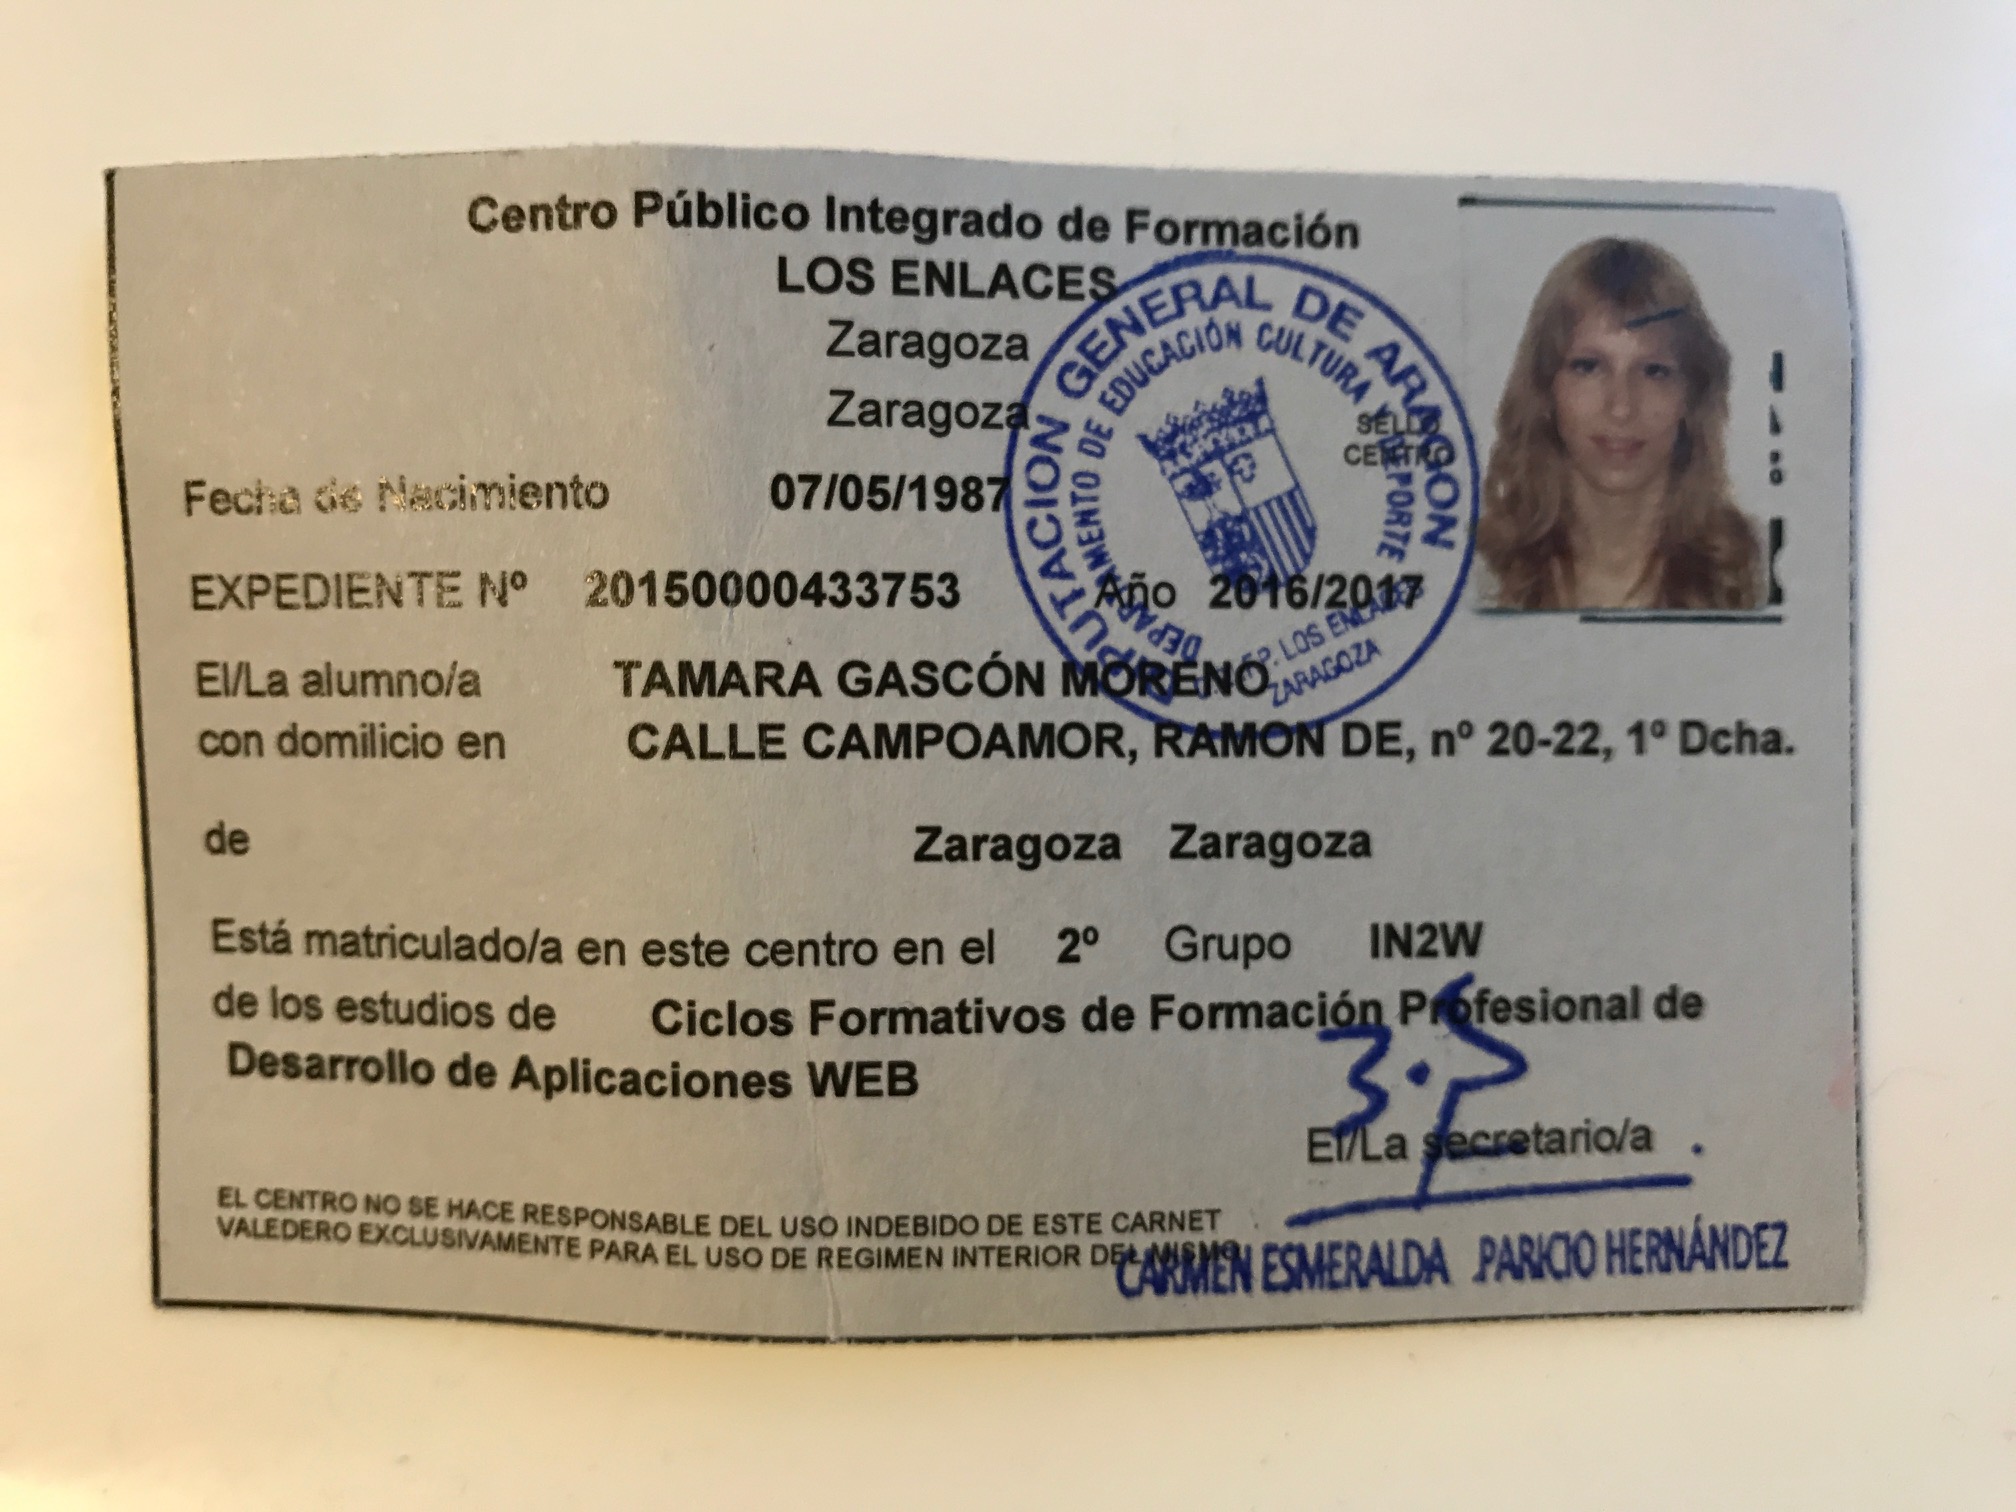 Centro Público Integrado de Formación
LOS ENLACES
Zaragoza
Zaragoza
Fecha de Nacimiento 07/05/1987
EXPEDIENTE Nº 2015000433753 Año 2016/2017
El/La alumno/a TAMARA GASCÓN MORENO
con domilicio en CALLE CAMPOAMOR, RAMON DE, nº 20-22, 1º Dcha.
de Zaragoza Zaragoza
Está matriculado/a en este centro en el 2º Grupo IN2W
de los estudios de Ciclos Formativos de Formación Profesional de
Desarrollo de Aplicaciones WEB
El/La secretario/a
EL CENTRO NO SE HACE RESPONSABLE DEL USO INDEBIDO DE ESTE CARNET
VALEDERO EXCLUSIVAMENTE PARA EL USO DE REGIMEN INTERIOR DEL MISMO
CARMEN ESMERALDA PARICIO HERNÁNDEZ
SELLO
CENTRO
DIPUTACION GENERAL DE ARAGON
DEPARTAMENTO DE EDUCACIÓN CULTURA
LOS ENLACES
ZARAGOZA